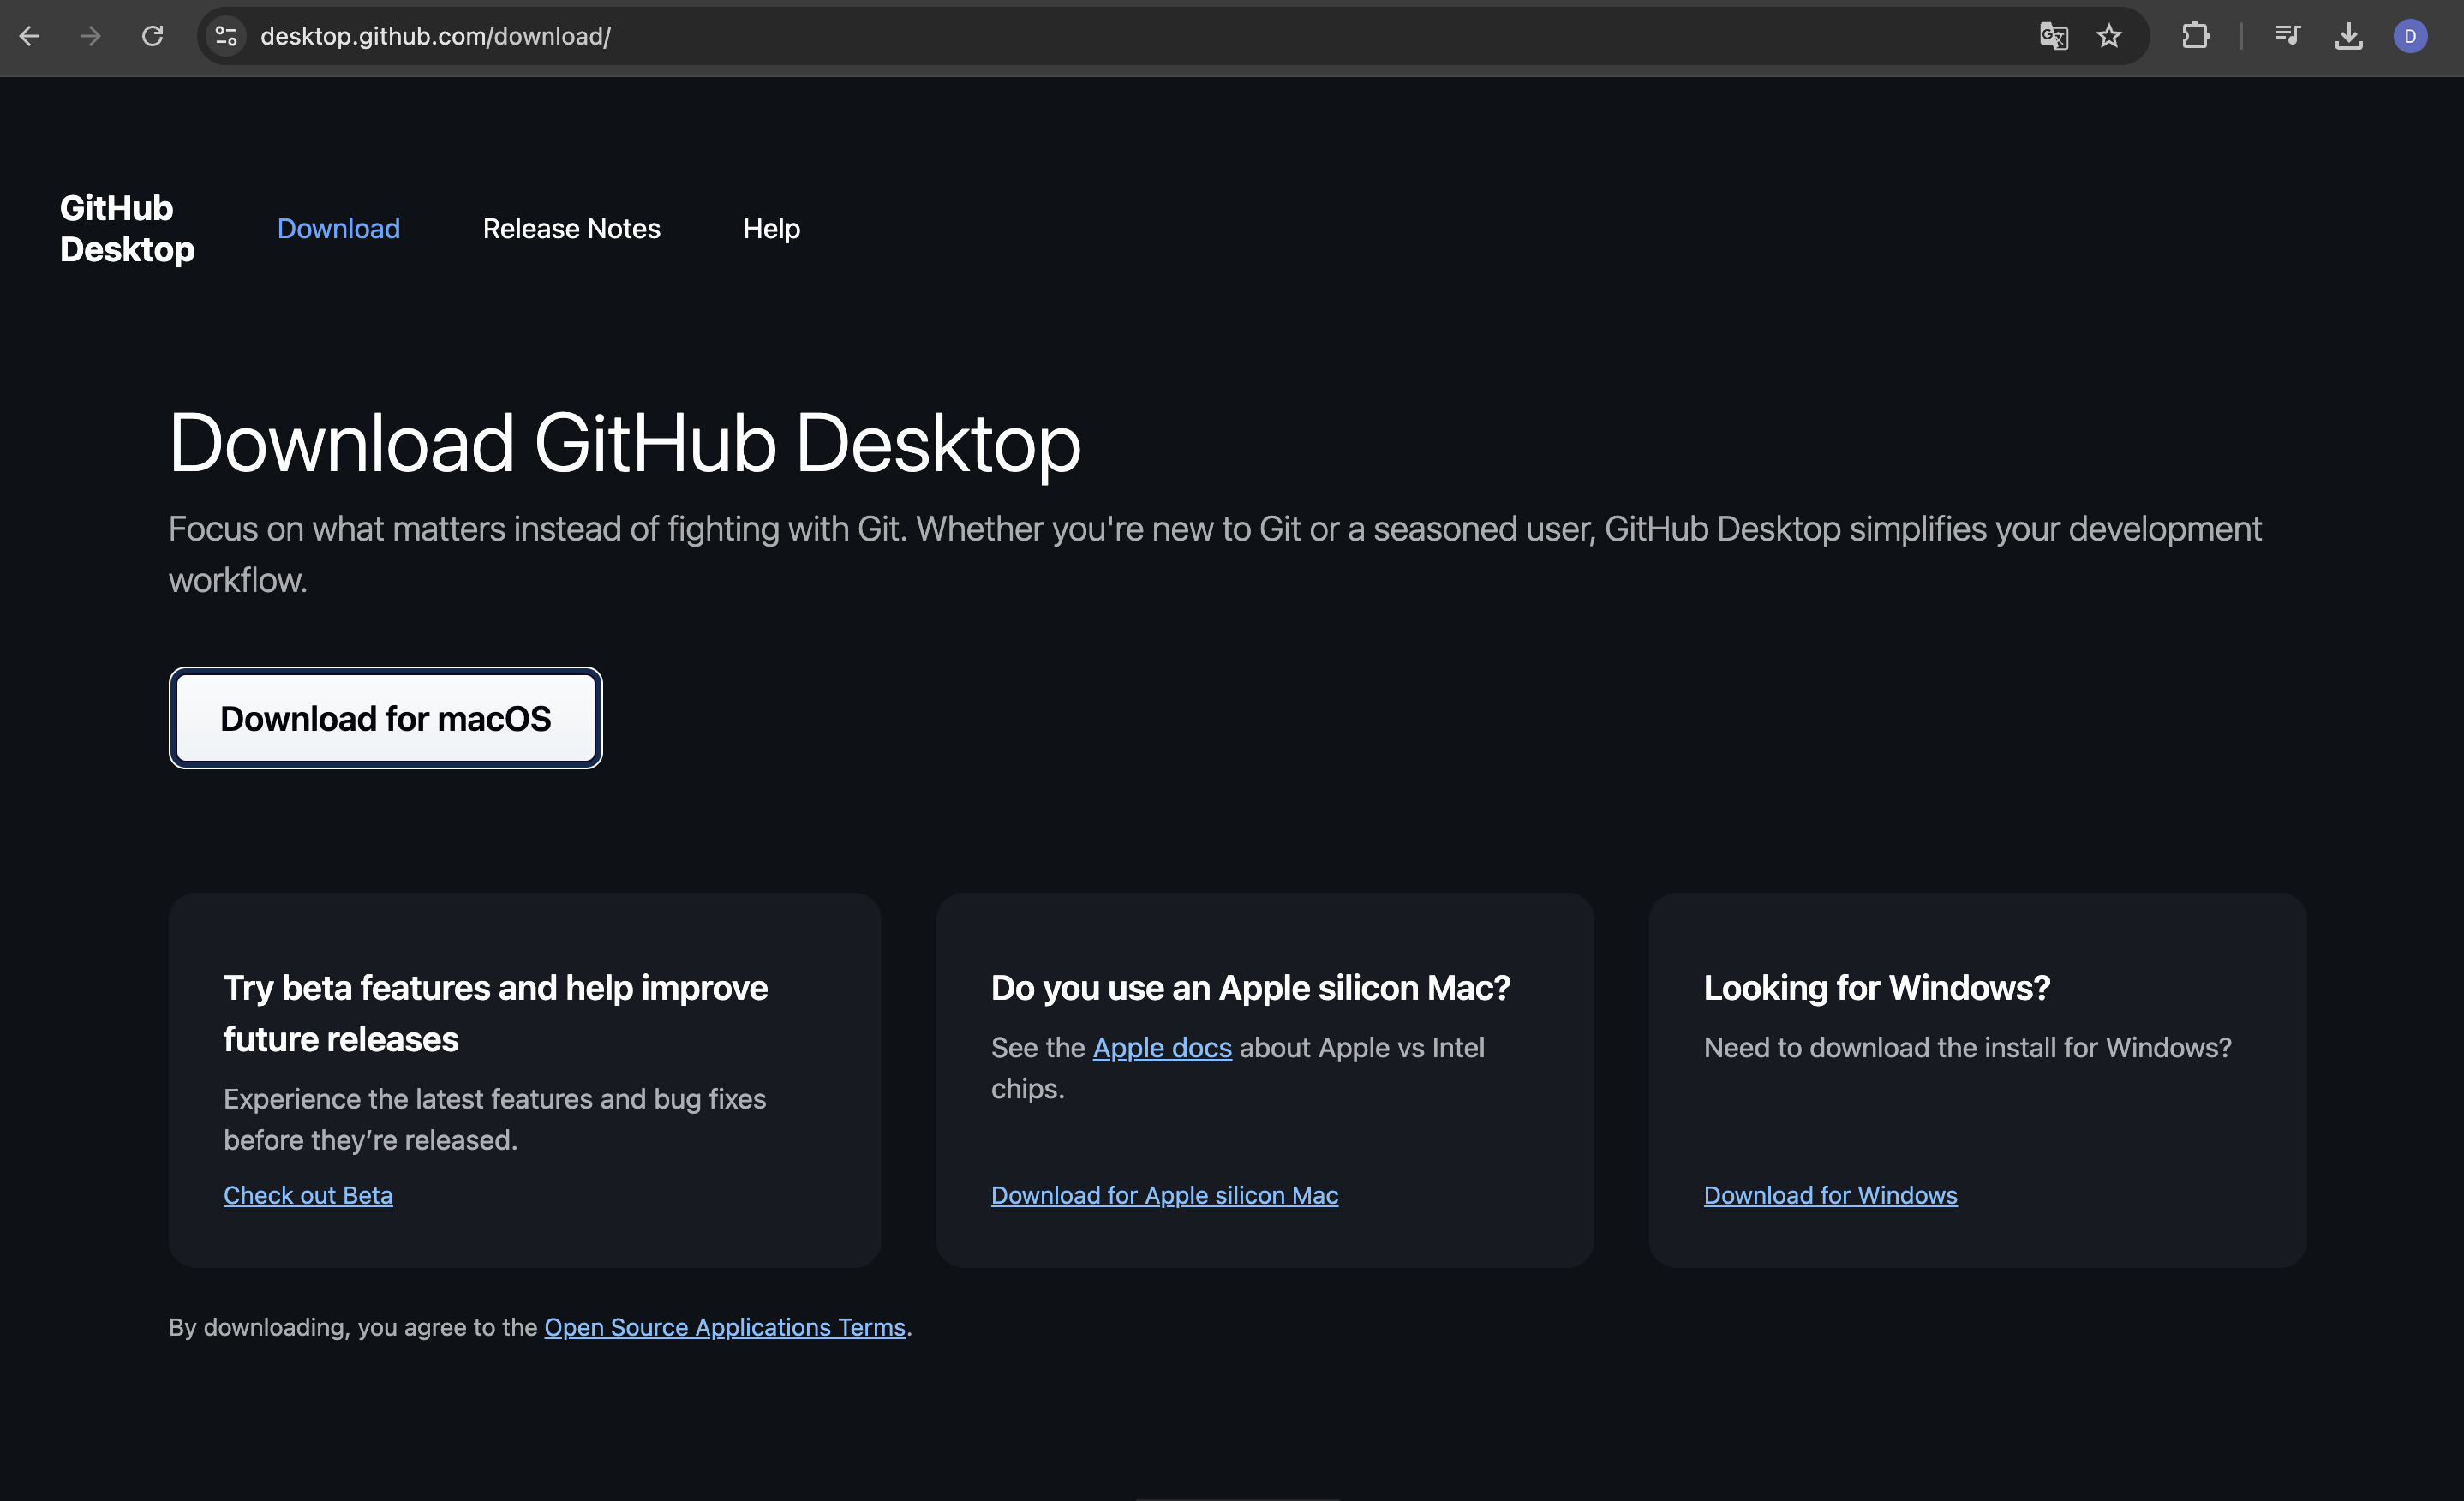 desktop.github.com/download/
D
GitHub
Desktop
Download
Release Notes
Help
Download GitHub Desktop
Focus on what matters instead of fighting with Git. Whether you're new to Git or a seasoned user, GitHub Desktop simplifies your development
workflow.
Download for macOS
Try beta features and help improve
future releases
Experience the latest features and bug fixes
before they’re released.
Check out Beta
Do you use an Apple silicon Mac?
See the Apple docs about Apple vs Intel
chips.
Download for Apple silicon Mac
Looking for Windows?
Need to download the install for Windows?
Download for Windows
By downloading, you agree to the Open Source Applications Terms.